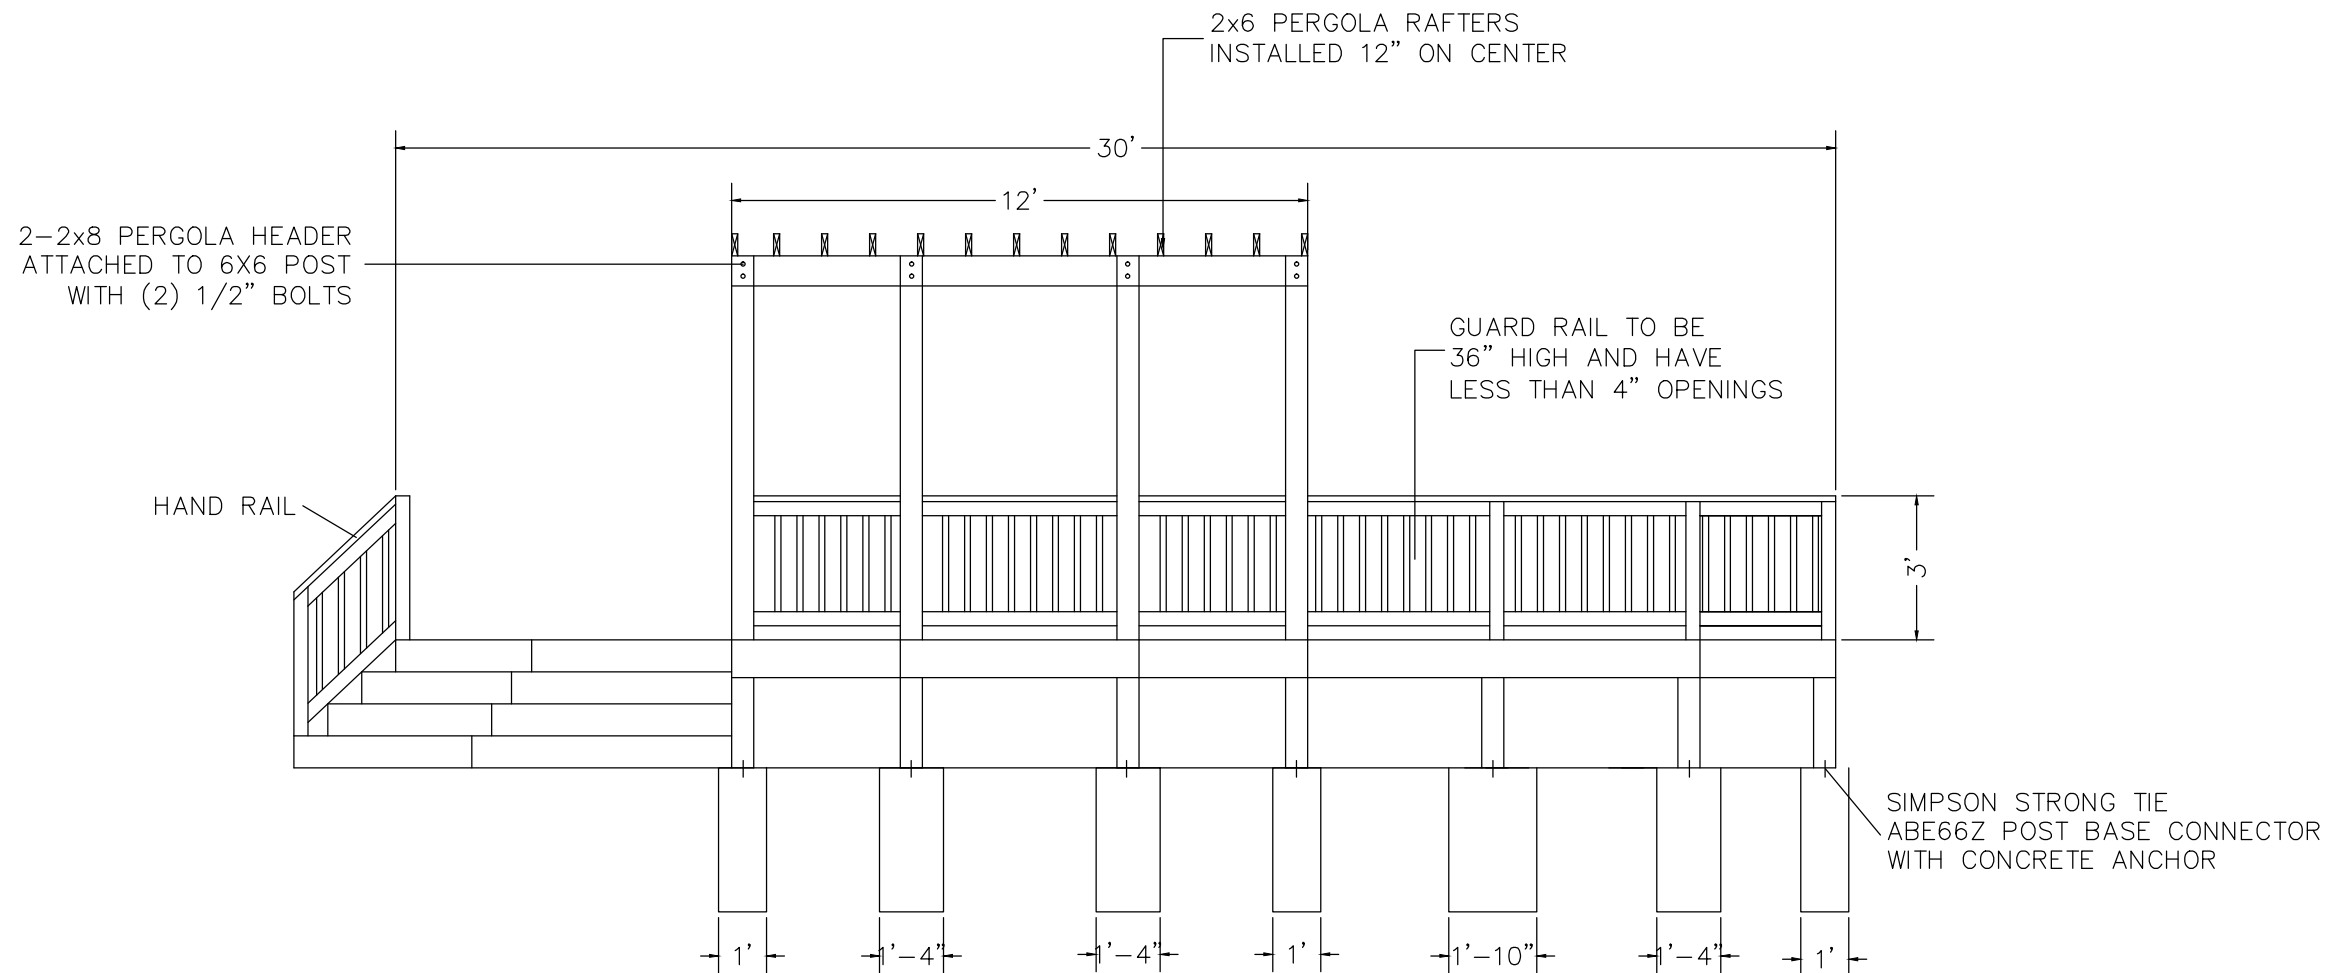 2x6 PERGOLA RAFTERS
INSTALLED 12” ON CENTER
30’
12’
2-2x8 PERGOLA HEADER
ATTACHED TO 6X6 POST
WITH (2) 1/2” BOLTS
GUARD RAIL TO BE
36” HIGH AND HAVE
LESS THAN 4” OPENINGS
HAND RAIL
3’
SIMPSON STRONG TIE
ABE66Z POST BASE CONNECTOR
WITH CONCRETE ANCHOR
1’
1’-4”
1’-4”
1’
1’-10”
1’-4”
1’